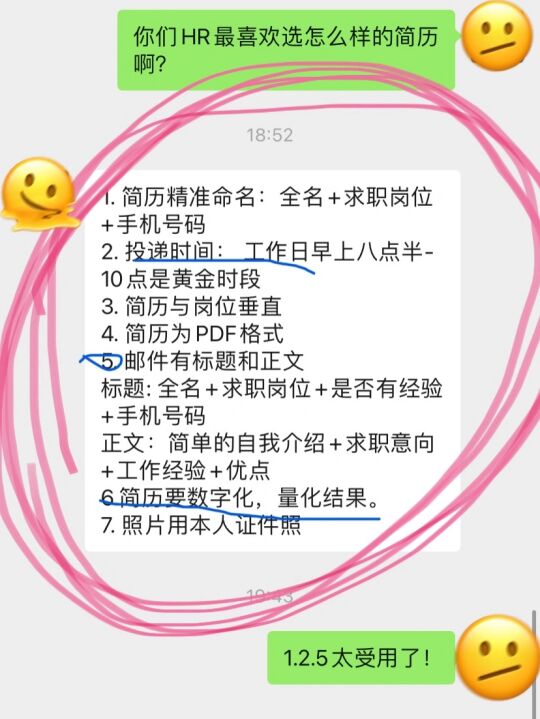 你们HR最喜欢选怎么样的简历
啊?
18:52
1. 简历精准命名：全名+求职岗位
+手机号码
2. 投递时间： 工作日早上八点半-
10点是黄金时段
3. 简历与岗位垂直
4. 简历为PDF格式
5. 邮件有标题和正文
标题: 全名+求职岗位+是否有经验
+手机号码
正文：简单的自我介绍+求职意向
+工作经验+优点
6 简历要数字化，量化结果。
7. 照片用本人证件照
19:43
1.2.5太受用了！